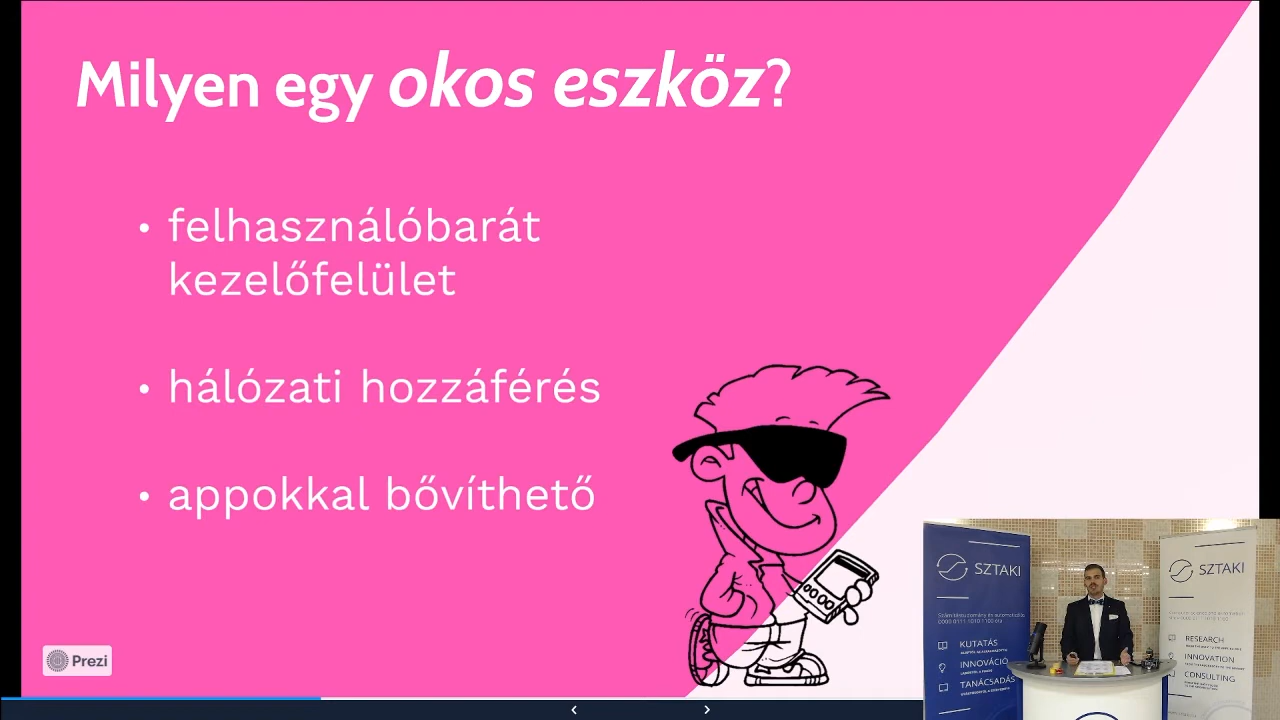 Milyen egy okos eszköz?
• felhasználóbarát
kezelőfelület
• hálózati hozzáférés
• appokkal bővíthető
Prezi
SZTAKI
KUTATÁS
INNOVÁCIÓ
TANÁCSADÁS
SZTAKI
RESEARCH
INNOVATION
CONSULTING